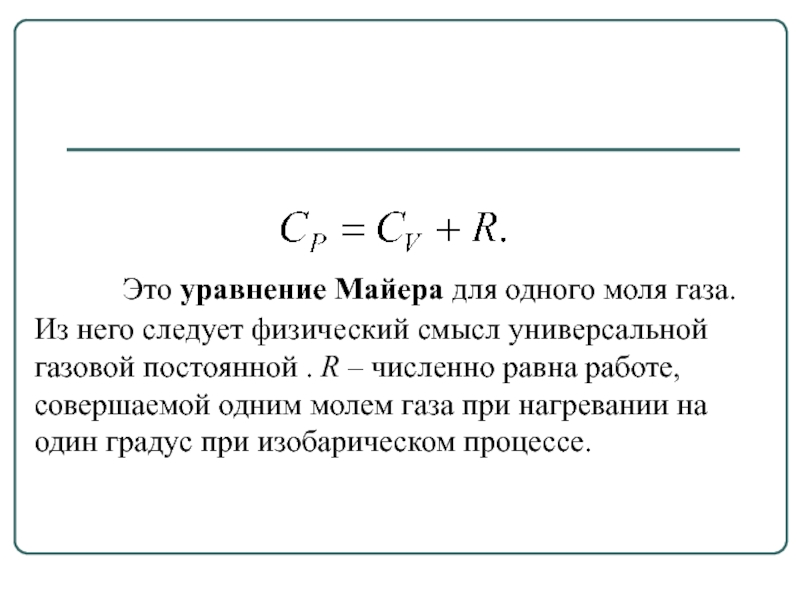 C_P = C_V + R.
Это уравнение Майера для одного моля газа.
Из него следует физический смысл универсальной
газовой постоянной . R – численно равна работе,
совершаемой одним молем газа при нагревании на
один градус при изобарическом процессе.